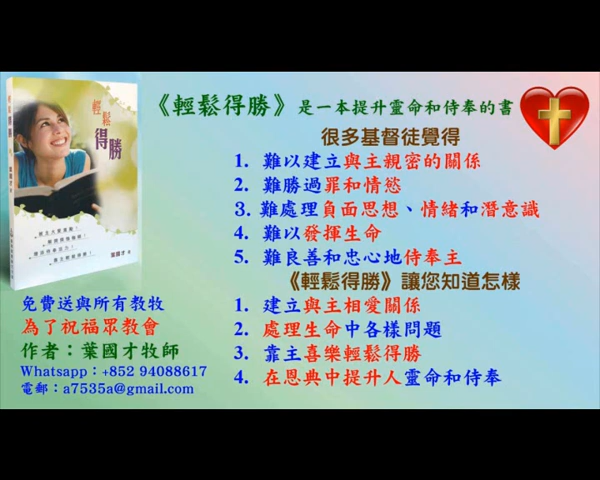 輕鬆
得勝
葉國才 著
《輕鬆得勝》是一本提升靈命和侍奉的書
很多基督徒覺得
1. 難以建立與主親密的關係
2. 難勝過罪和情慾
3. 難處理負面思想、情緒和潛意識
4. 難以發揮生命
5. 難良善和忠心地侍奉主
《輕鬆得勝》讓您知道怎樣
1. 建立與主相愛關係
2. 處理生命中各樣問題
3. 靠主喜樂輕鬆得勝
4. 在恩典中提升人靈命和侍奉
免費送與所有教牧
為了祝福眾教會
作者：葉國才牧師
Whatsapp：+852 94088617
電郵：a7535a@gmail.com